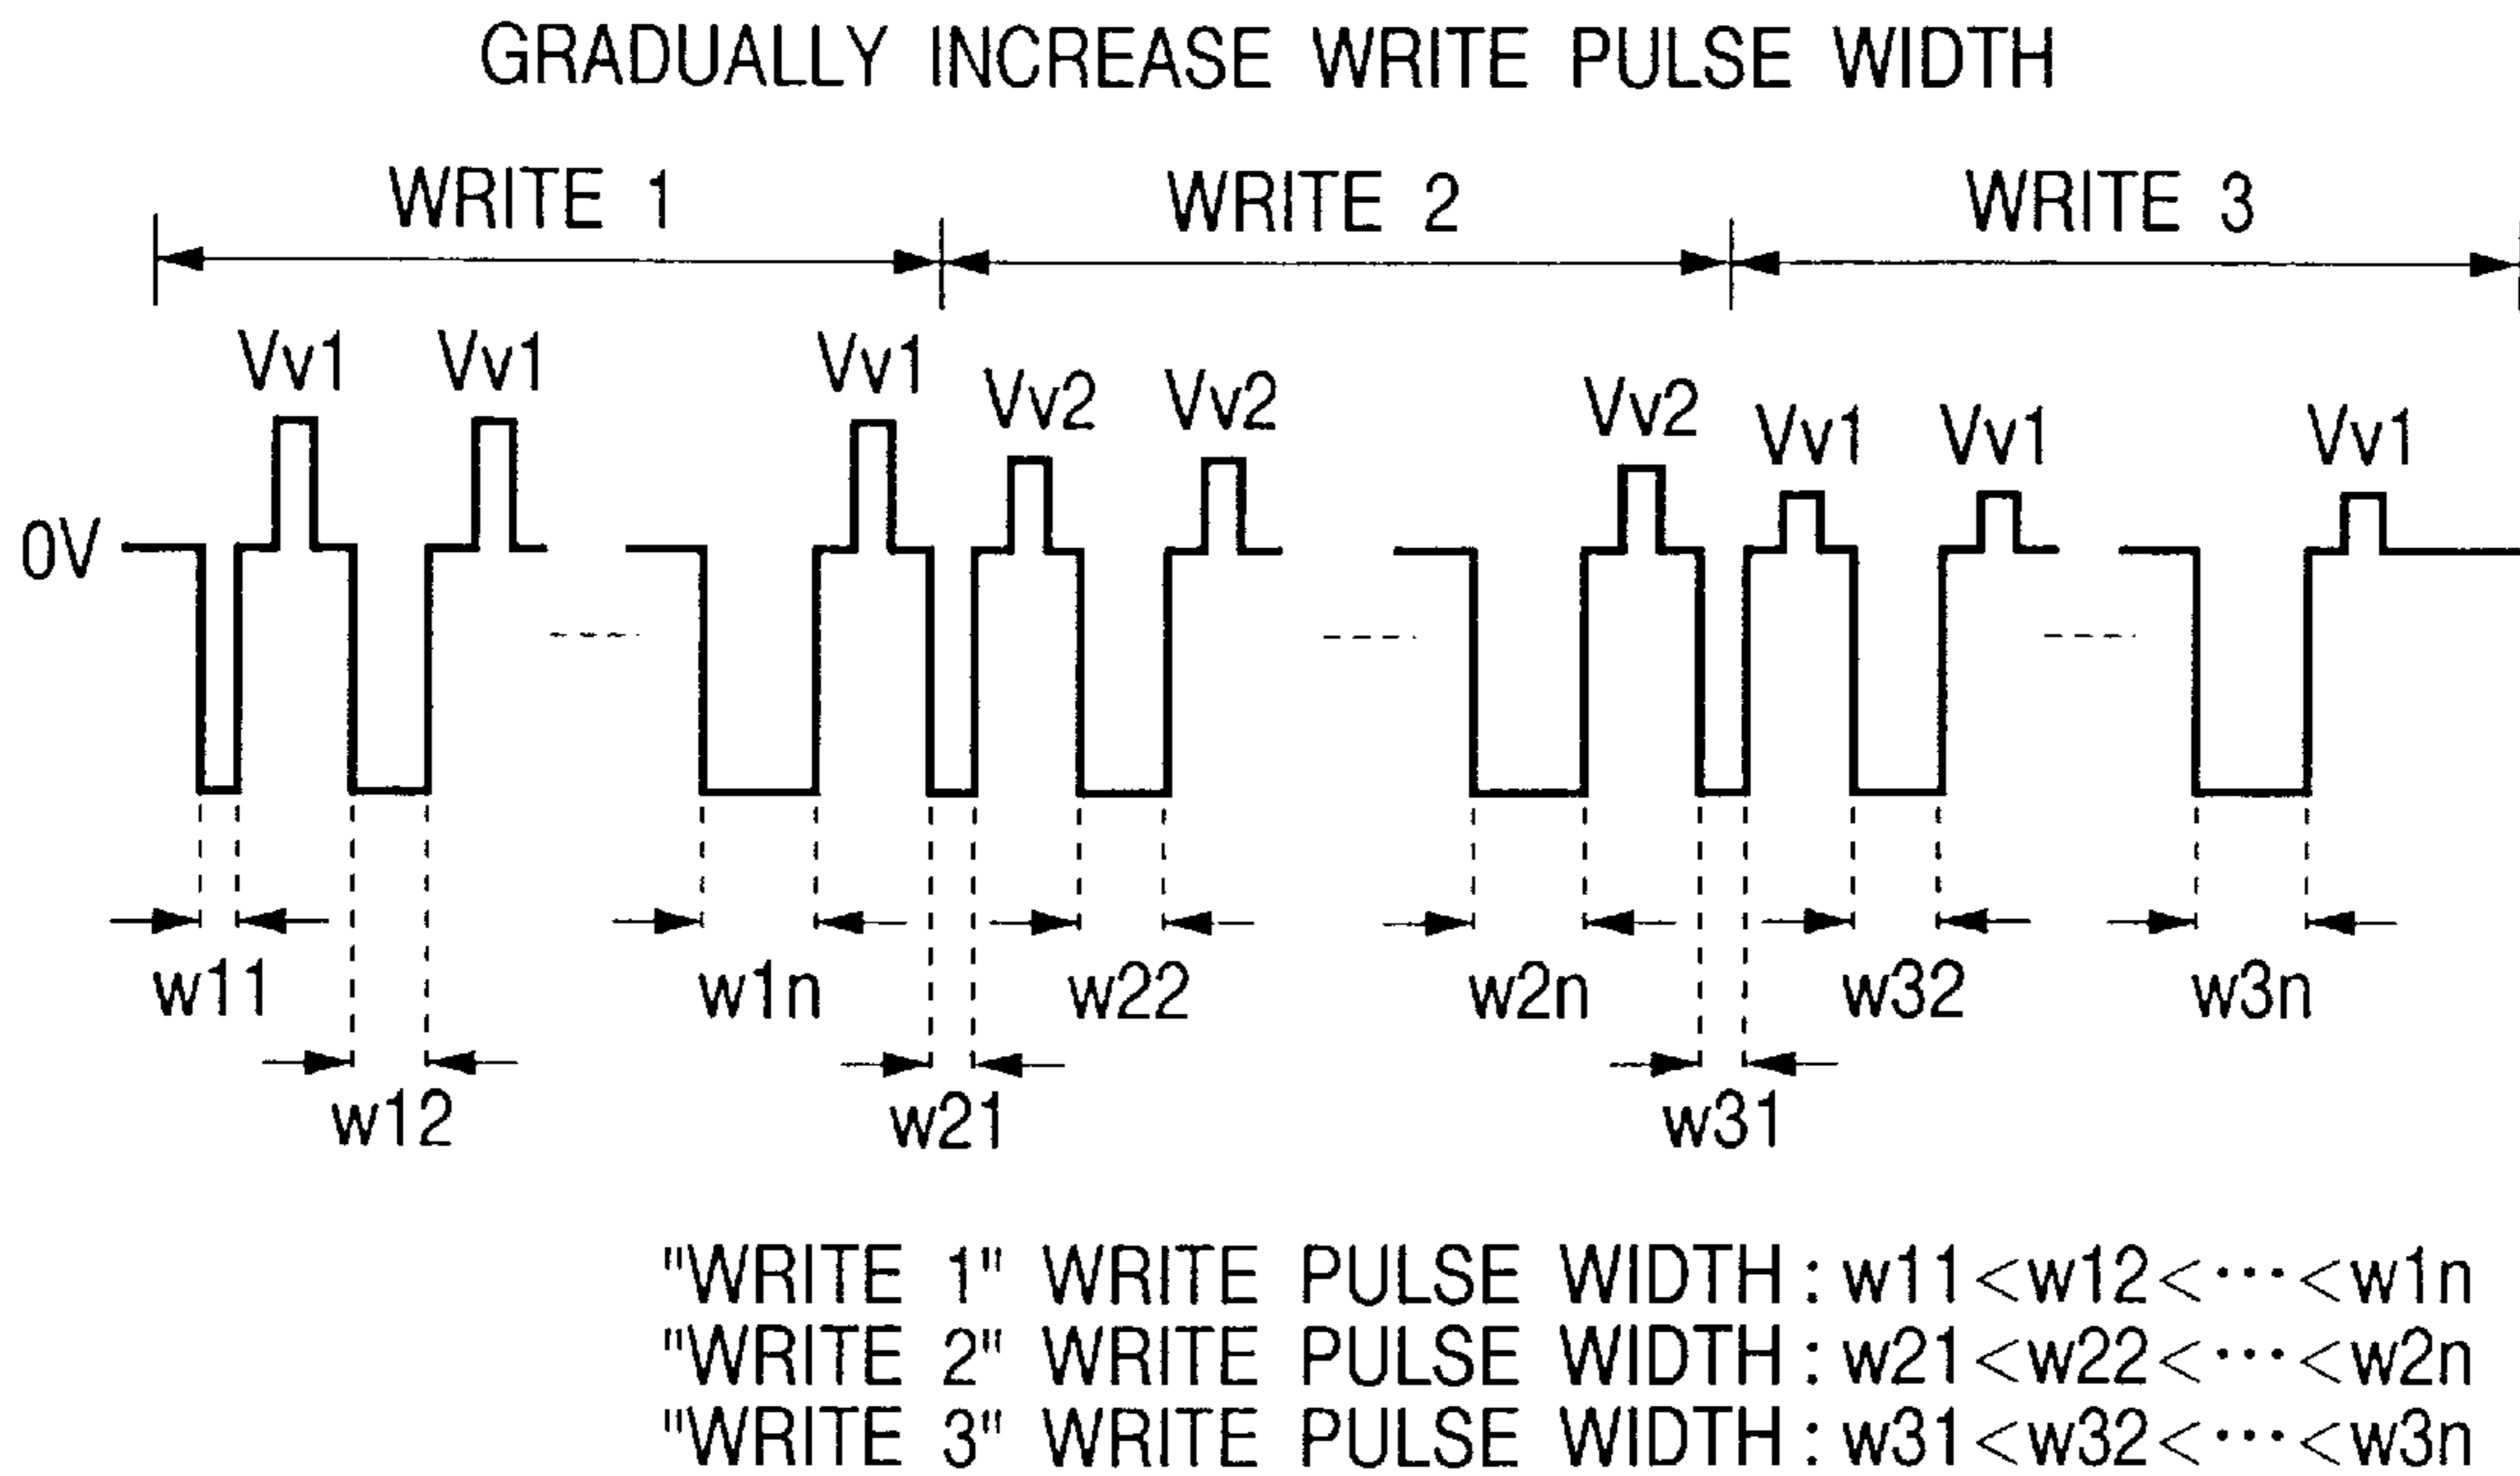 GRADUALLY INCREASE WRITE PULSE WIDTH
WRITE 1 WRITE 2 WRITE 3
Vv1 Vv1 Vv1 Vv2 Vv2 Vv2 Vv1 Vv1 Vv1
0V
w11 w1n w22 w2n w32 w3n
w12 w21 w31
"WRITE 1" WRITE PULSE WIDTH : w11<w12<···<w1n
"WRITE 2" WRITE PULSE WIDTH : w21<w22<···<w2n
"WRITE 3" WRITE PULSE WIDTH : w31<w32<···<w3n